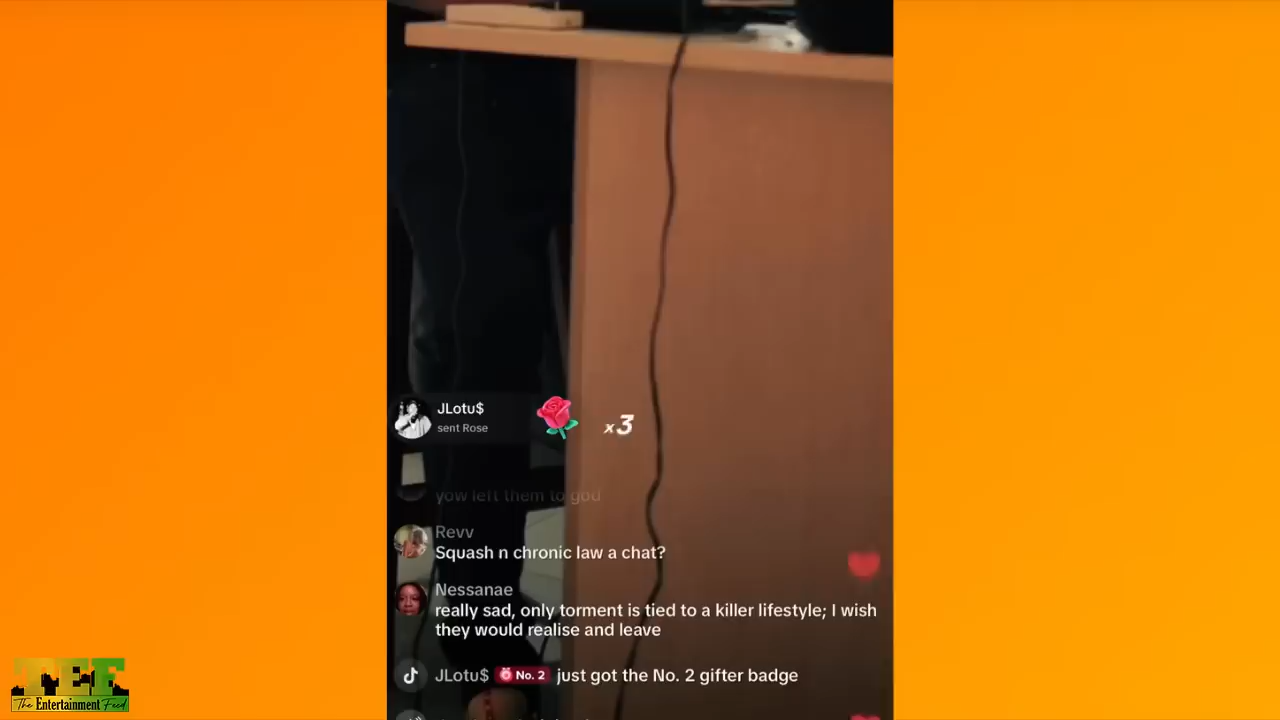 JLotu$
sent Rose
x3
yow left them to god
Revv
Squash n chronic law a chat?
Nessanae
really sad, only torment is tied to a killer lifestyle; I wish
they would realise and leave
JLotu$ No. 2 just got the No. 2 gifter badge
TEF
The Entertainment Feed